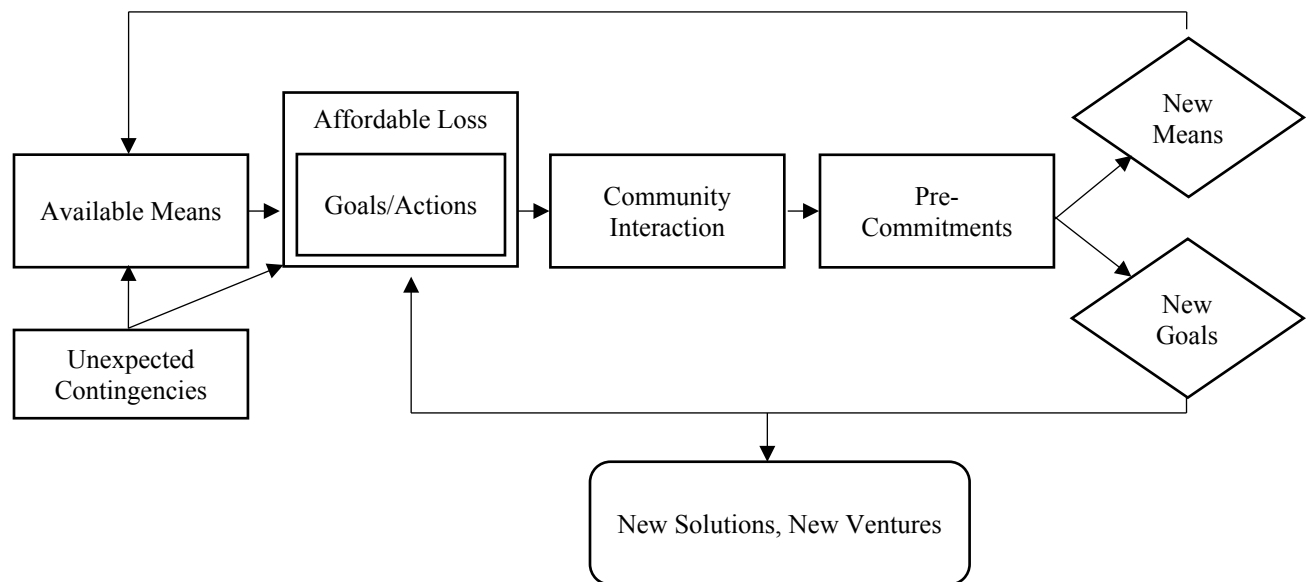 New
Means
Affordable Loss
Available Means
Goals/Actions
Community
Interaction
Pre-
Commitments
New
Goals
Unexpected
Contingencies
New Solutions, New Ventures